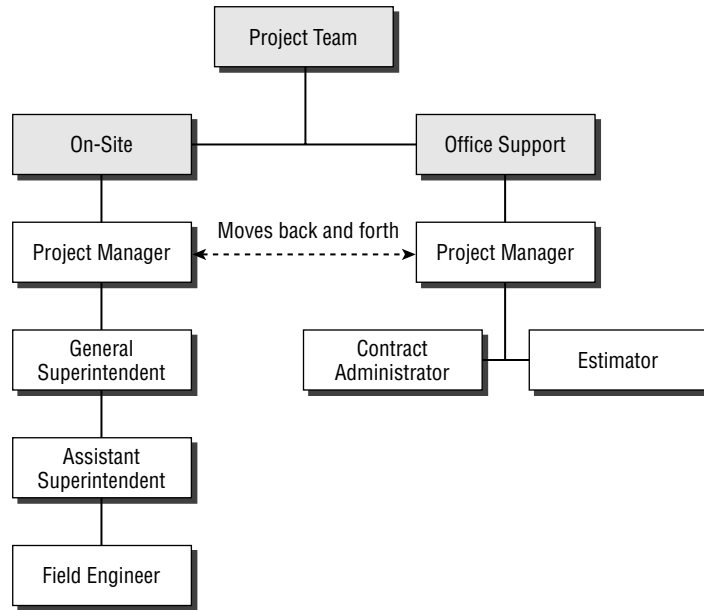 Project Team
On-Site
Office Support
Project Manager
Moves back and forth
Project Manager
General
Superintendent
Contract
Administrator
Estimator
Assistant
Superintendent
Field Engineer